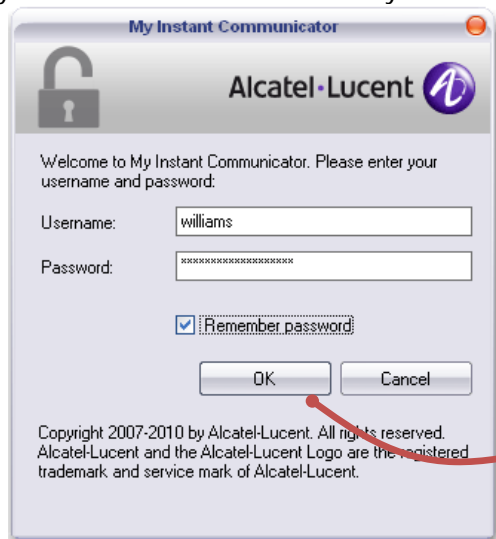 My Instant Communicator
Alcatel·Lucent
Welcome to My Instant Communicator. Please enter your
username and password:
Username: williams
Password: *******************
Remember password
OK Cancel
Copyright 2007-2010 by Alcatel-Lucent. All rights reserved.
Alcatel-Lucent and the Alcatel-Lucent Logo are the registered
trademark and service mark of Alcatel-Lucent.